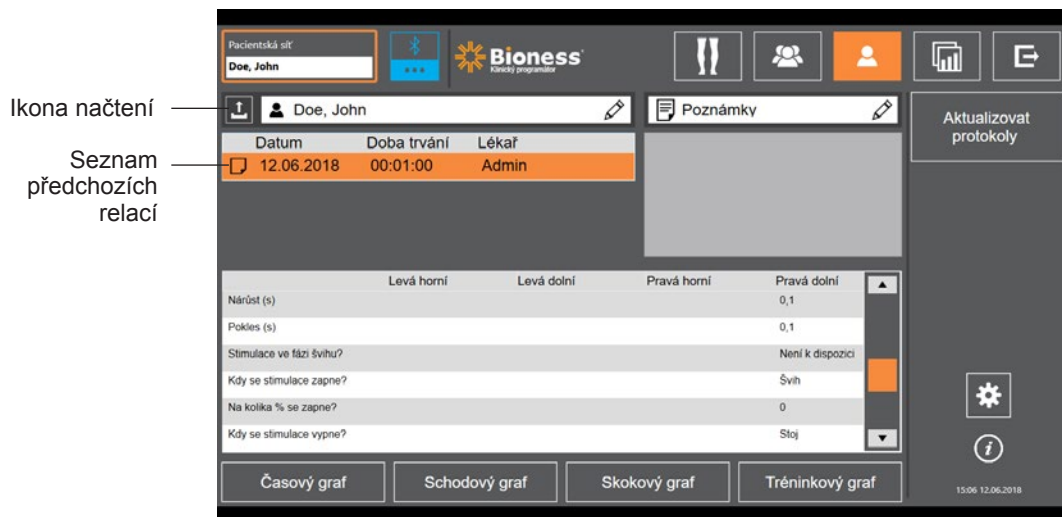 Pacientská síť
Doe, John
Bioness
Klinický programátor
Ikona načtení
Doe, John
Poznámky
Aktualizovat
protokoly
Seznam
předchozích
relací
Datum Doba trvání Lékař
12.06.2018 00:01:00 Admin
Levá horní Levá dolní Pravá horní Pravá dolní
Nárůst (s) 0,1
Pokles (s) 0,1
Stimulace ve fázi švihu? Není k dispozici
Kdy se stimulace zapne? Švih
Na kolika % se zapne? 0
Kdy se stimulace vypne? Stoj
Časový graf Schodový graf Skokový graf Tréninkový graf
15:06 12.06.2018